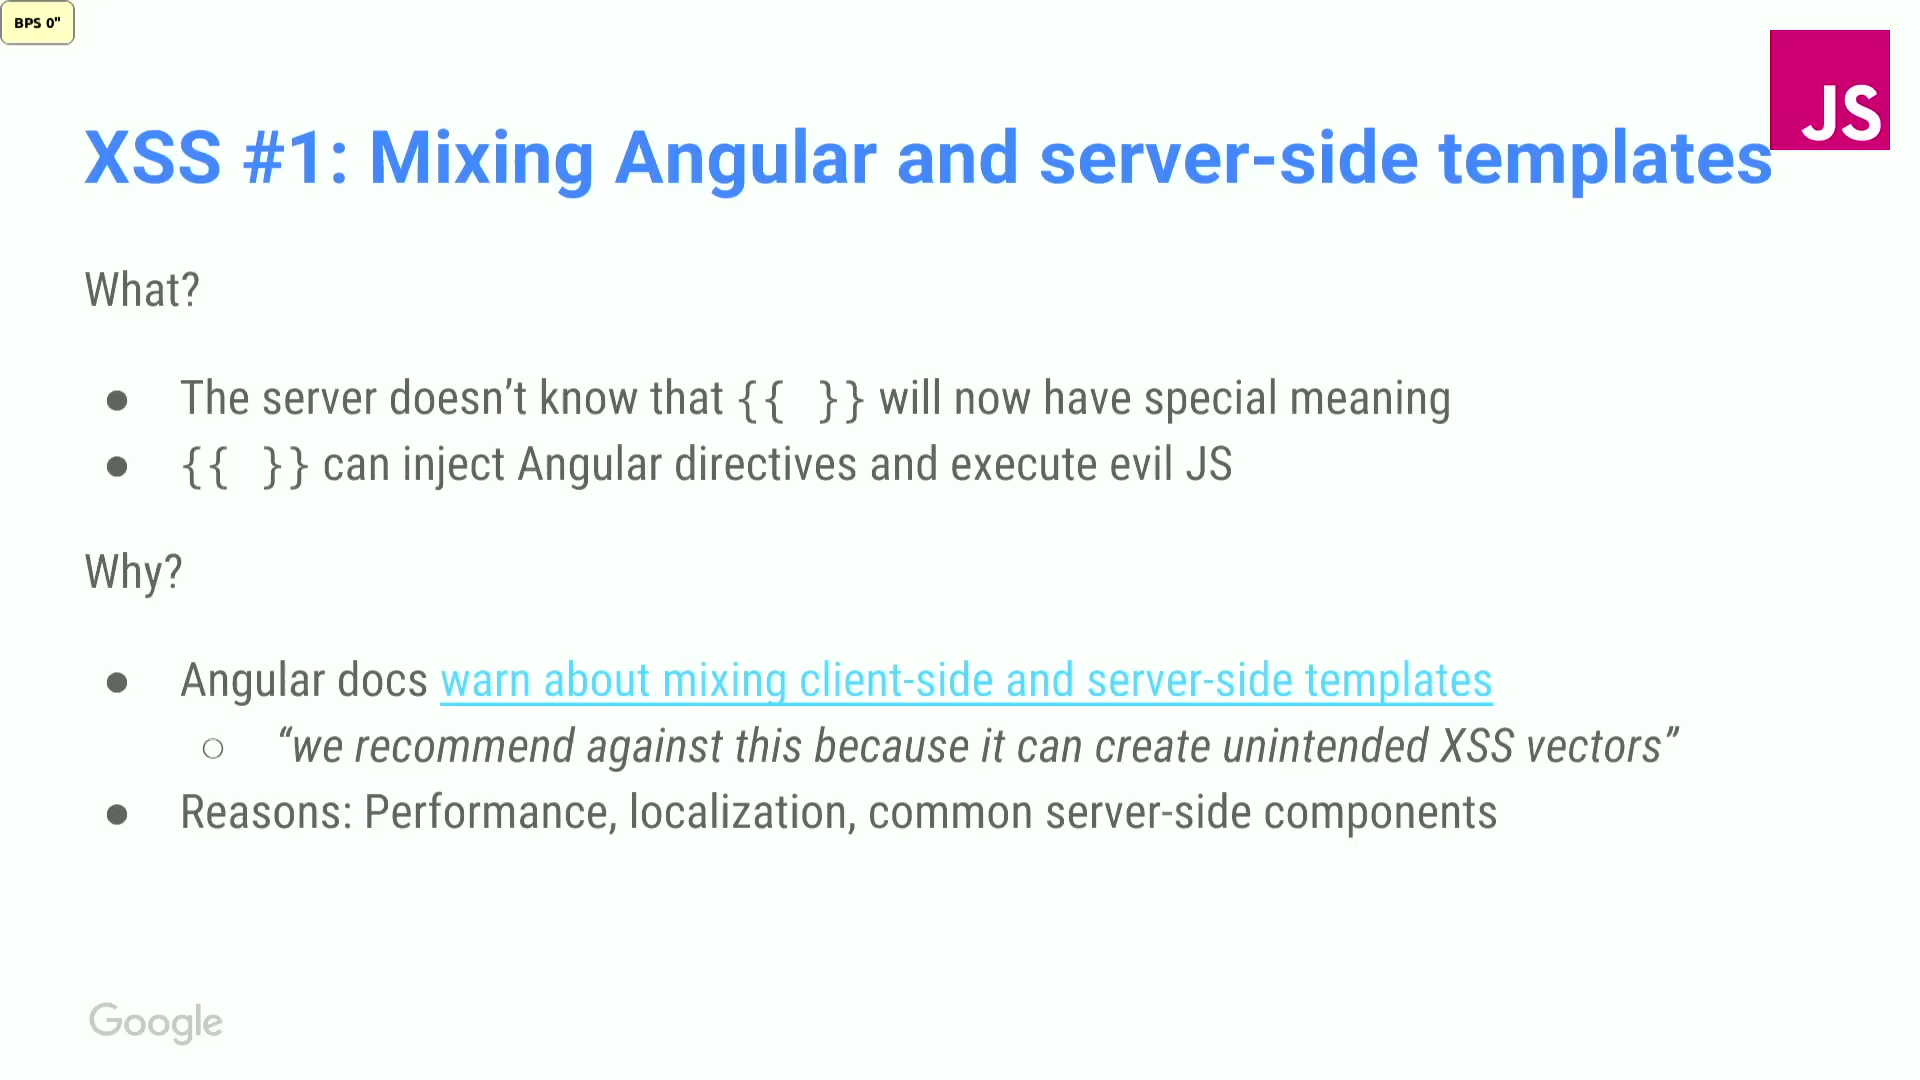 BPS 0"
JS
XSS #1: Mixing Angular and server-side templates
What?
● The server doesn’t know that {{ }} will now have special meaning
● {{ }} can inject Angular directives and execute evil JS
Why?
● Angular docs warn about mixing client-side and server-side templates
○ “we recommend against this because it can create unintended XSS vectors”
● Reasons: Performance, localization, common server-side components
Google